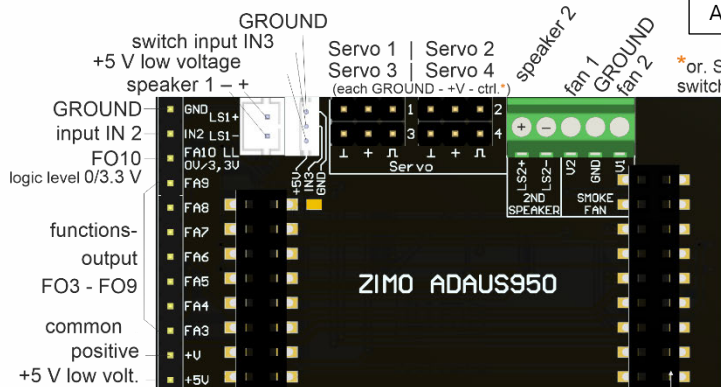 GROUND
A
switch input IN3
+5 V low voltage
speaker 1 – +
Servo 1 | Servo 2
Servo 3 | Servo 4
(each GROUND - +V - ctrl.*)
speaker 2
fan 1
GROUND
fan 2
*or. S
switch
GROUND
input IN 2
FO10
logic level 0/3.3 V
functions-
output
FO3 - FO9
common
positive
+5 V low volt.
GND
IN2
FA10 LL
0V/3,3V
FA9
FA8
FA7
FA6
FA5
FA4
FA3
+V
+5U
LS1+
LS1-
+5V
IN3
GND
1 2
3 4
⊥ + ⊓ ⊥ + ⊓
Servo
+ −
LS2+
LS2-
V2
GND
V1
2ND
SPEAKER
SMOKE
FAN
ZIMO ADAUS950